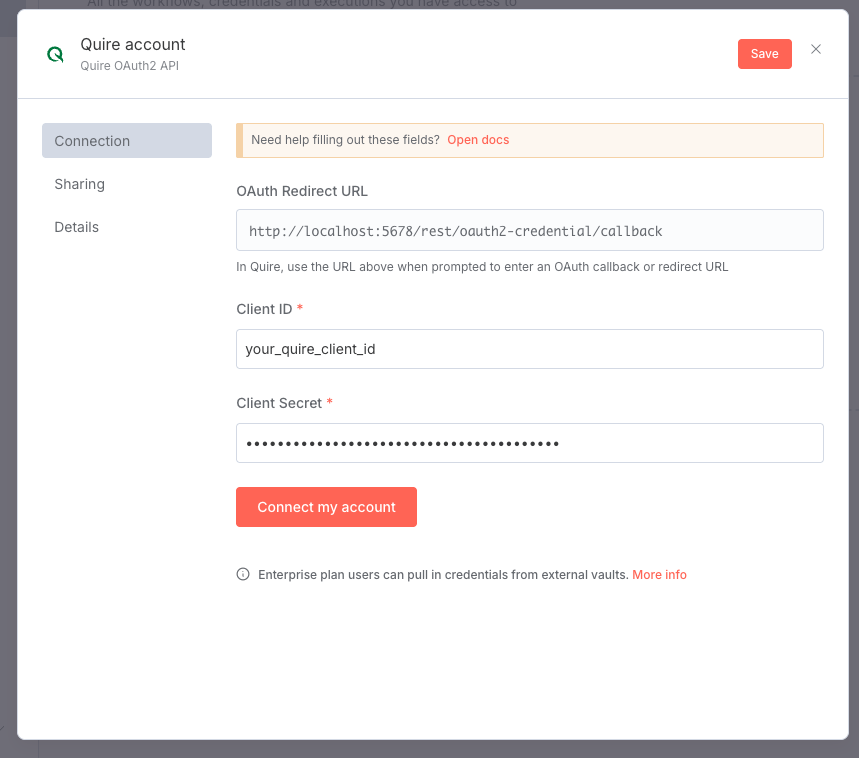 All the workflows, credentials and executions you have access to
Quire account
Quire OAuth2 API
Save
Connection
Sharing
Details
Need help filling out these fields? Open docs
OAuth Redirect URL
http://localhost:5678/rest/oauth2-credential/callback
In Quire, use the URL above when prompted to enter an OAuth callback or redirect URL
Client ID *
your_quire_client_id
Client Secret *
••••••••••••••••••••••••••••••••••••••••
Connect my account
Enterprise plan users can pull in credentials from external vaults. More info